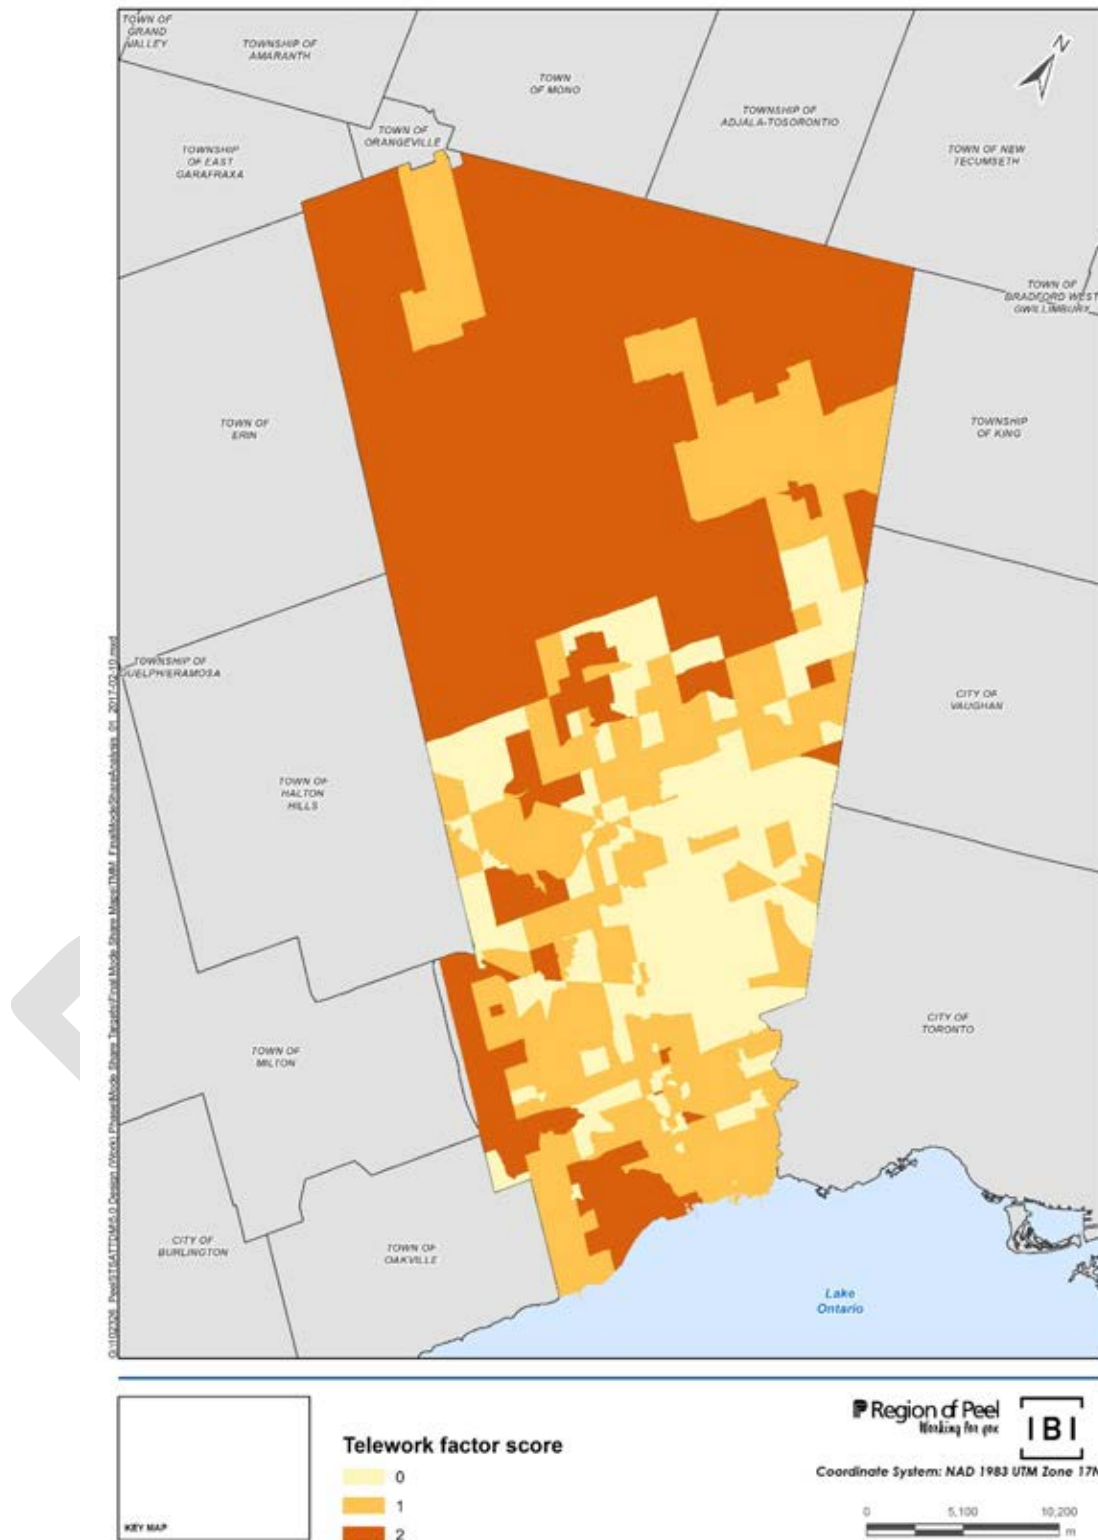 TOWN OF
GRAND
VALLEY
TOWNSHIP OF
AMARANTH
TOWN
OF MONO
N
TOWNSHIP OF
ADJALA-TOSORONTIO
TOWN OF
ORANGEVILLE
TOWNSHIP
OF EAST
GARAFRAXA
TOWN OF NEW
TECUMSETH
TOWN OF
BRADFORD WEST
GWILLIMBURY
TOWN OF
ERIN
TOWNSHIP
OF KING
TOWNSHIP OF
GUELPH/ERAMOSA
CITY OF
VAUGHAN
TOWN OF
HALTON
HILLS
CITY OF
TORONTO
TOWN OF
MILTON
CITY OF
BURLINGTON
TOWN OF
OAKVILLE
Lake
Ontario
Region of Peel
Working for you
IBI
Telework factor score
0
1
2
Coordinate System: NAD 1983 UTM Zone 17N
0 5,100 10,200
m
KEY MAP